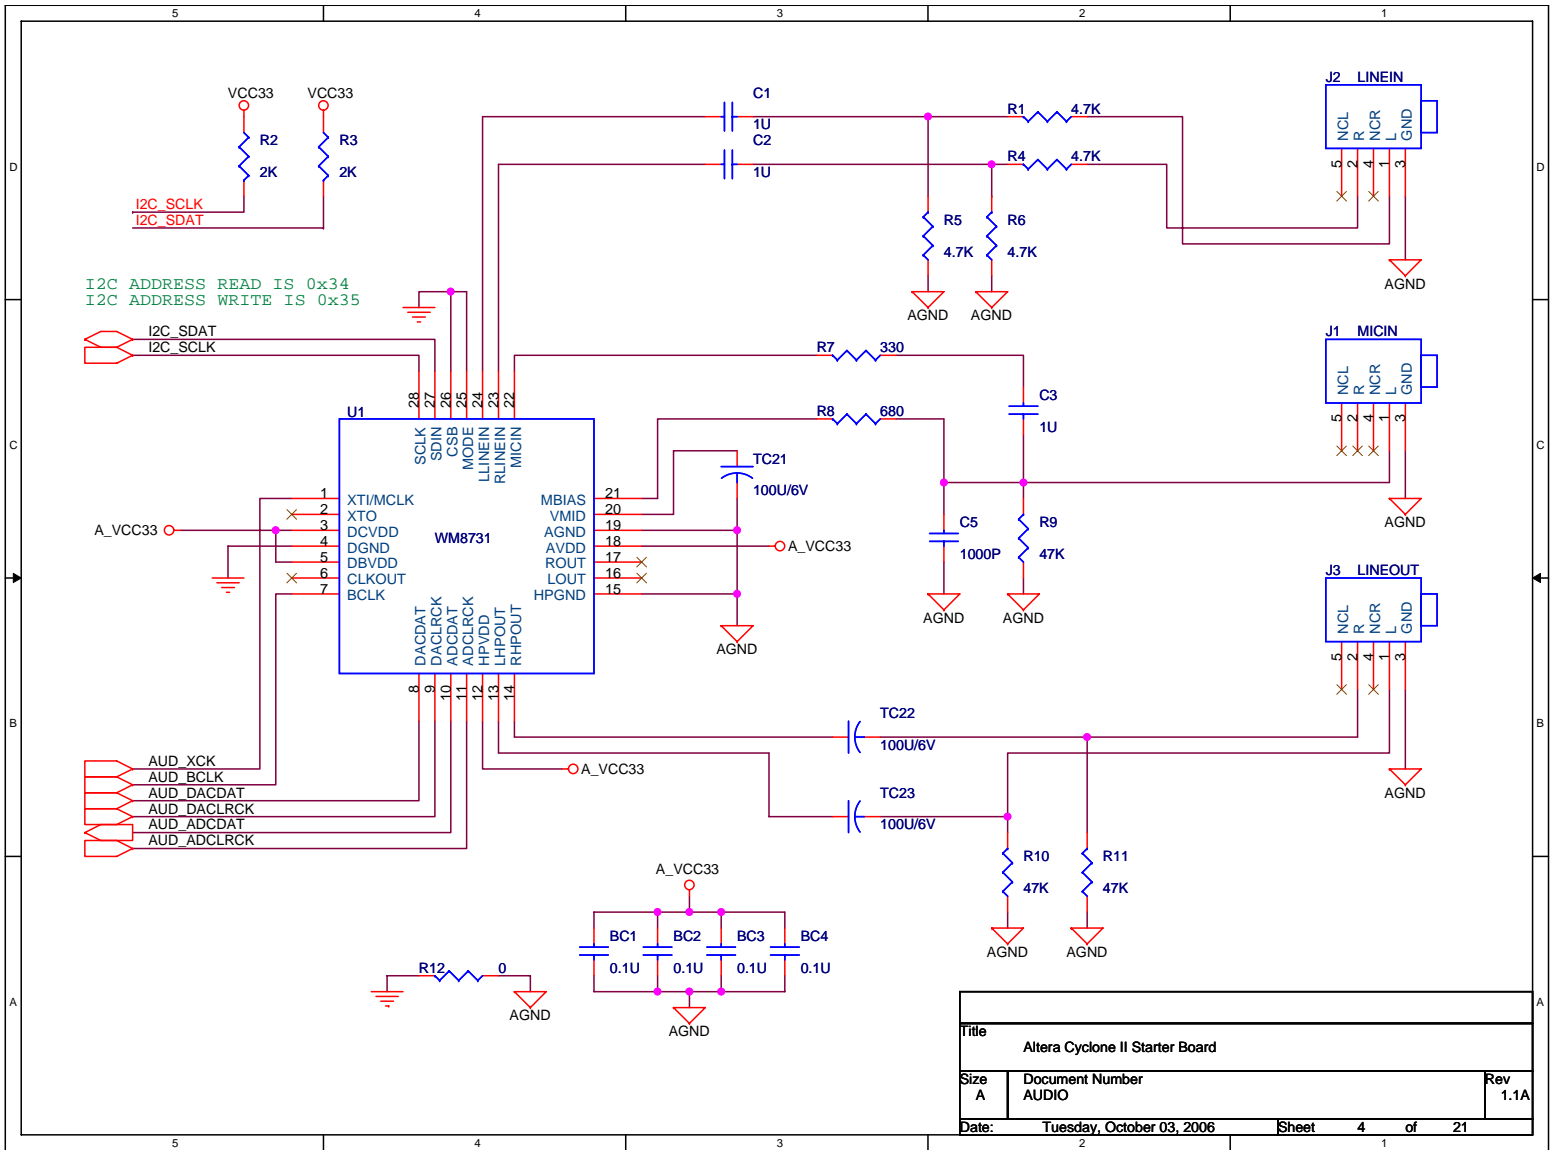 5 4 3 2 1
D D
C C
B B
A A
VCC33 VCC33
R2 2K
R3 2K
I2C_SCLK
I2C_SDAT
I2C ADDRESS READ IS 0x34
I2C ADDRESS WRITE IS 0x35
I2C_SDAT
I2C_SCLK
C1
1U
C2
1U
R1 4.7K
R4 4.7K
R5
4.7K
R6
4.7K
AGND AGND
J2 LINEIN
NCL R NCR L GND
5 2 4 1 3
AGND
R7 330
R8 680
C3
1U
TC21
100U/6V
J1 MICIN
NCL R NCR L GND
5 2 4 1 3
AGND
U1
28 27 26 25 24 23 22
SCLK SDIN CSB MODE LLINEIN RLINEIN MICIN
WM8731
1 XTI/MCLK
2 XTO
3 DCVDD
4 DGND
5 DBVDD
6 CLKOUT
7 BCLK
MBIAS 21
VMID 20
AGND 19
AVDD 18
ROUT 17
LOUT 16
HPGND 15
DACDAT DACLRCK ADCDAT ADCLRCK HPVDD LHPOUT RHPOUT
8 9 10 11 12 13 14
A_VCC33
A_VCC33
AGND
C5
1000P
R9
47K
AGND AGND
J3 LINEOUT
NCL R NCR L GND
5 2 4 1 3
AGND
TC22
100U/6V
A_VCC33
TC23
100U/6V
AUD_XCK
AUD_BCLK
AUD_DACDAT
AUD_DACLRCK
AUD_ADCDAT
AUD_ADCLRCK
R10
47K
R11
47K
AGND AGND
A_VCC33
BC1 BC2 BC3 BC4
0.1U 0.1U 0.1U 0.1U
AGND
R12 0
AGND
Title
Altera Cyclone II Starter Board
Size Document Number Rev
A AUDIO 1.1A
Date: Tuesday, October 03, 2006 Sheet 4 of 21
5 4 3 2 1